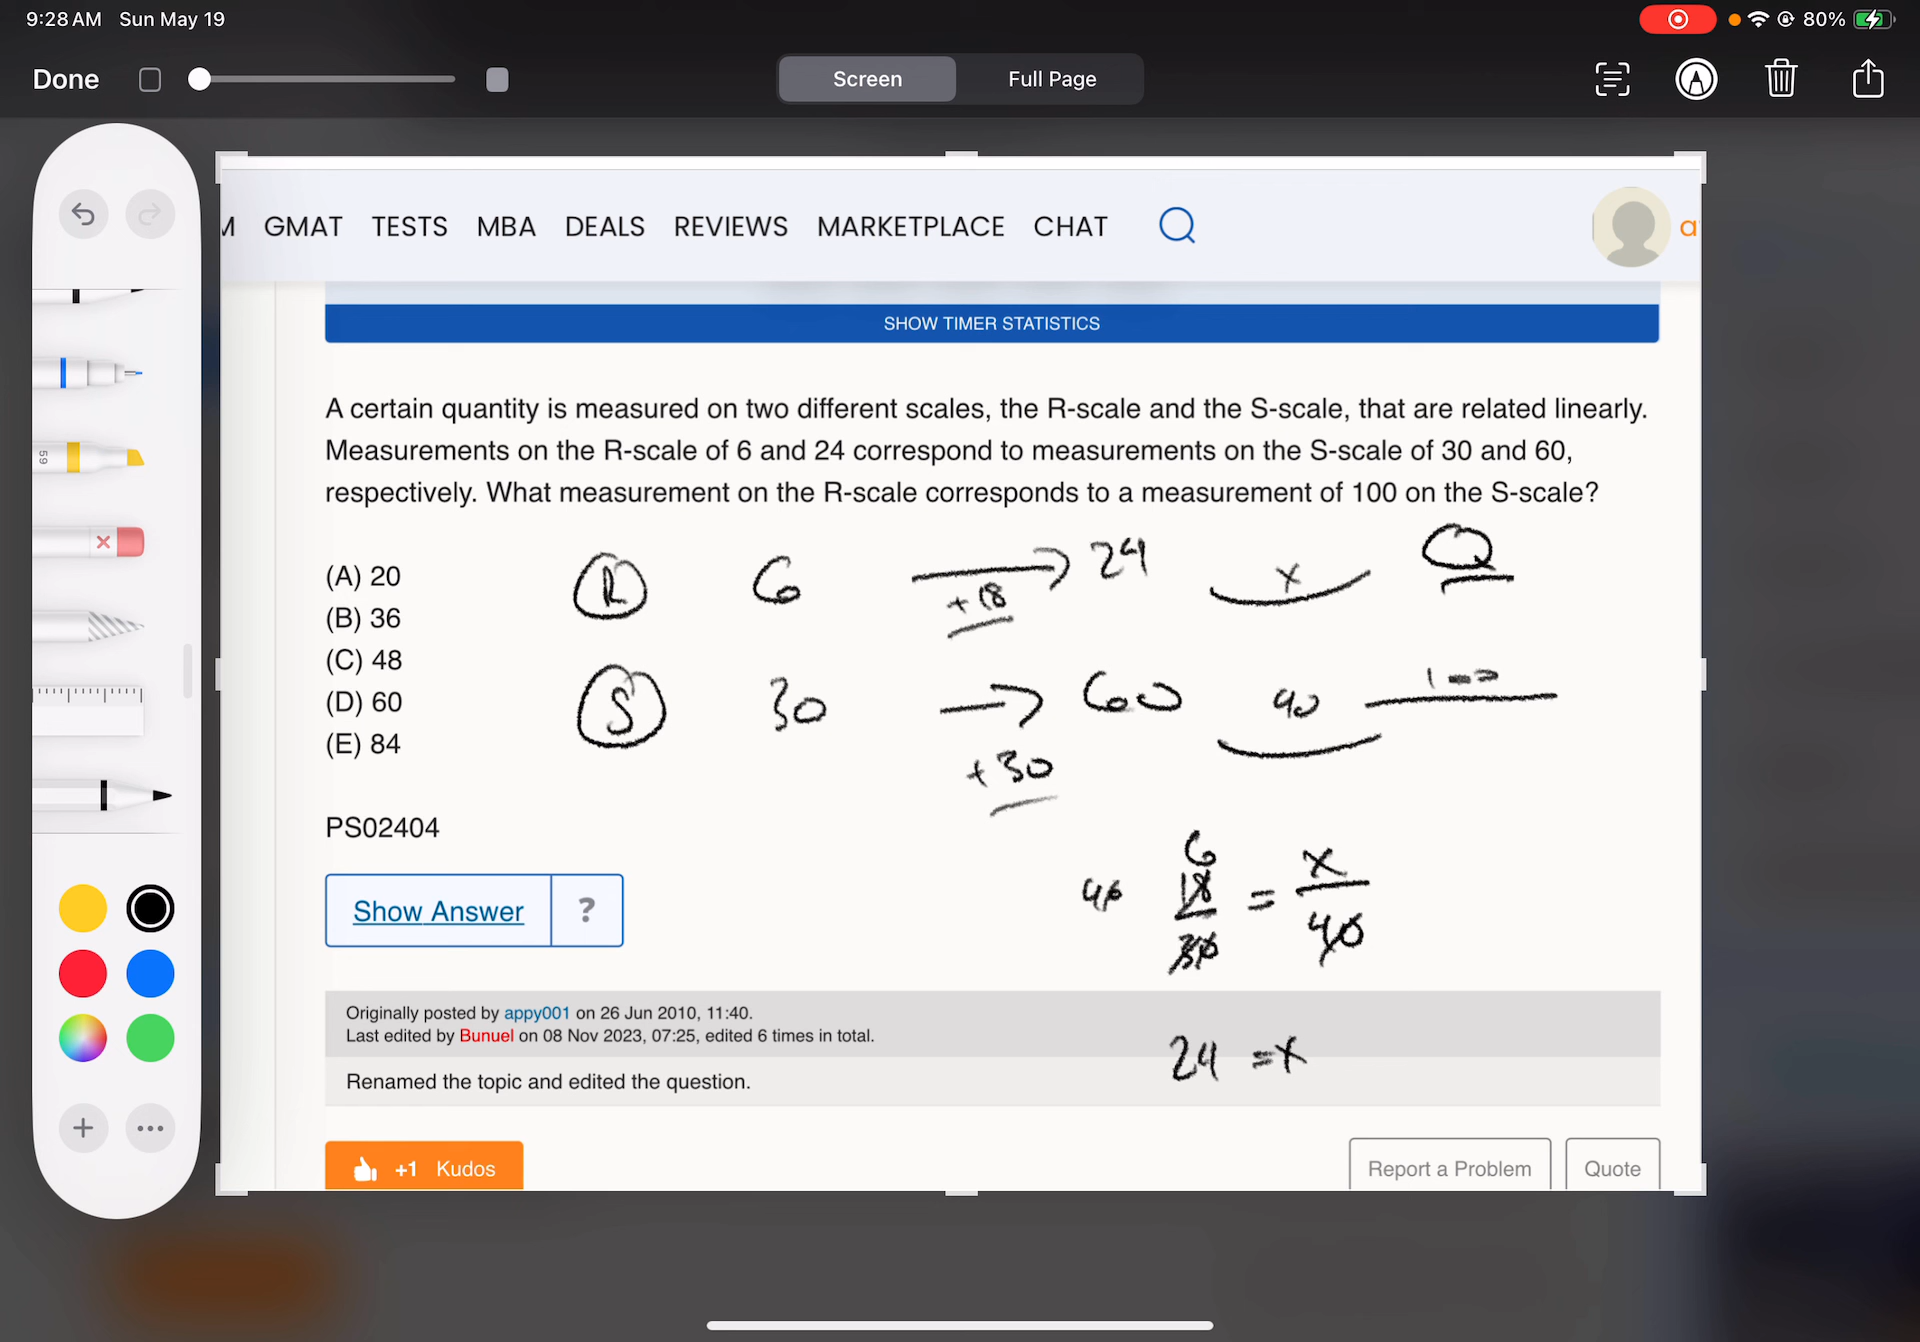 9:28 AM Sun May 19
80%
Done
Screen
Full Page
M GMAT TESTS MBA DEALS REVIEWS MARKETPLACE CHAT
a
SHOW TIMER STATISTICS
59
A certain quantity is measured on two different scales, the R-scale and the S-scale, that are related linearly.
Measurements on the R-scale of 6 and 24 correspond to measurements on the S-scale of 30 and 60,
respectively. What measurement on the R-scale corresponds to a measurement of 100 on the S-scale?
(A) 20
(B) 36
(C) 48
(D) 60
(E) 84
R 6 → 24 x Q
+18
S 30 → 60 40 100
+30
PS02404
Show Answer ?
6
40 18 = x
30 40
Originally posted by appy001 on 26 Jun 2010, 11:40.
Last edited by Bunuel on 08 Nov 2023, 07:25, edited 6 times in total.
24 = x
Renamed the topic and edited the question.
+1 Kudos
Report a Problem
Quote